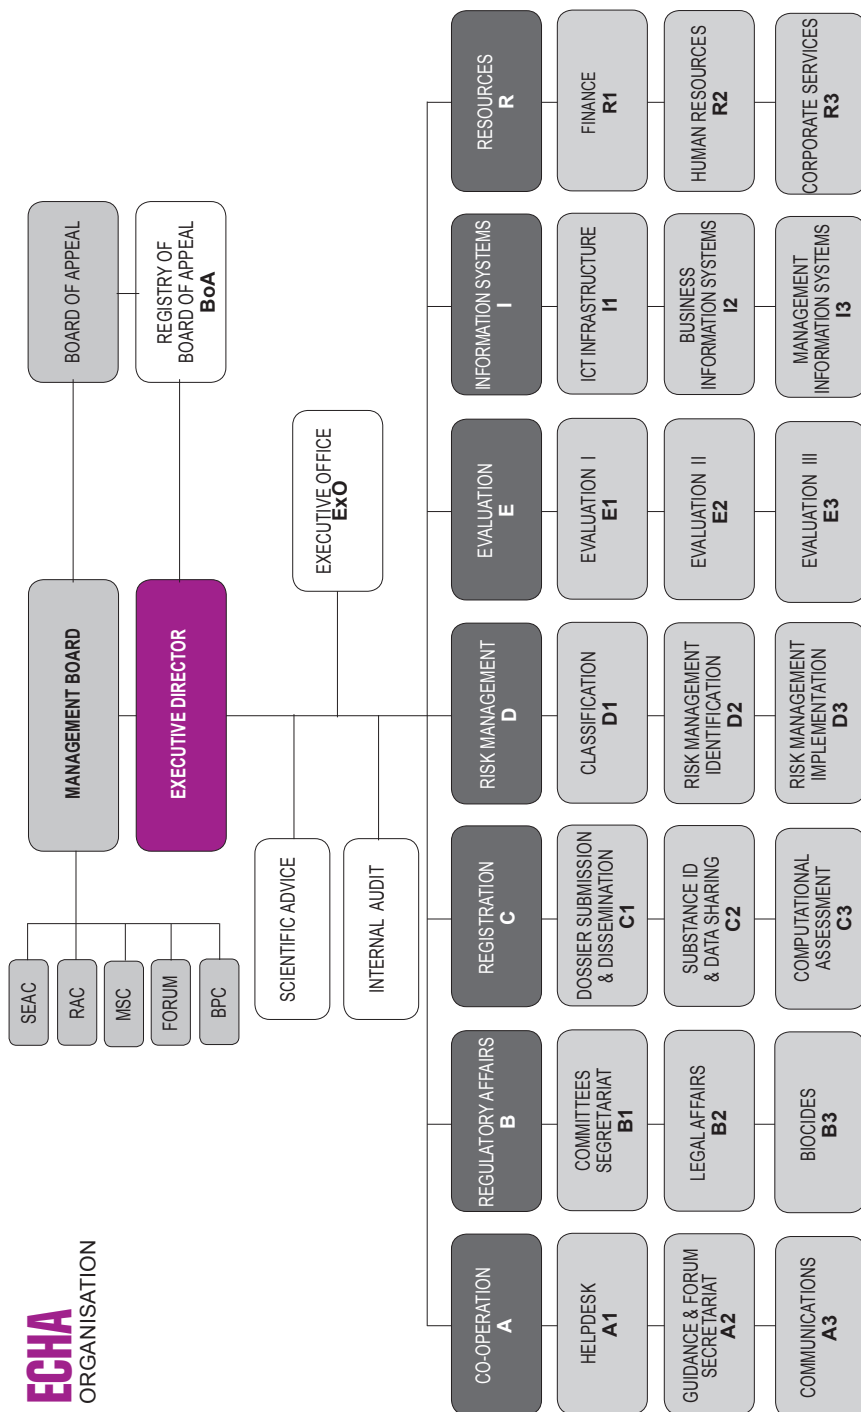 ECHA
ORGANISATION
SEAC
RAC
MSC
FORUM
BPC
MANAGEMENT BOARD
BOARD OF APPEAL
EXECUTIVE DIRECTOR
REGISTRY OF
BOARD OF APPEAL
BoA
SCIENTIFIC ADVICE
EXECUTIVE OFFICE
ExO
INTERNAL AUDIT
CO-OPERATION
A
HELPDESK
A1
GUIDANCE & FORUM
SECRETARIAT
A2
COMMUNICATIONS
A3
REGULATORY AFFAIRS
B
COMMITTEES
SEGRETARIAT
B1
LEGAL AFFAIRS
B2
BIOCIDES
B3
REGISTRATION
C
DOSSIER SUBMISSION
& DISSEMINATION
C1
SUBSTANCE ID
& DATA SHARING
C2
COMPUTATIONAL
ASSESSMENT
C3
RISK MANAGEMENT
D
CLASSIFICATION
D1
RISK MANAGEMENT
IDENTIFICATION
D2
RISK MANAGEMENT
IMPLEMENTATION
D3
EVALUATION
E
EVALUATION I
E1
EVALUATION II
E2
EVALUATION III
E3
INFORMATION SYSTEMS
I
ICT INFRASTRUCTURE
I1
BUSINESS
INFORMATION SYSTEMS
I2
MANAGEMENT
INFORMATION SYSTEMS
I3
RESOURCES
R
FINANCE
R1
HUMAN RESOURCES
R2
CORPORATE SERVICES
R3